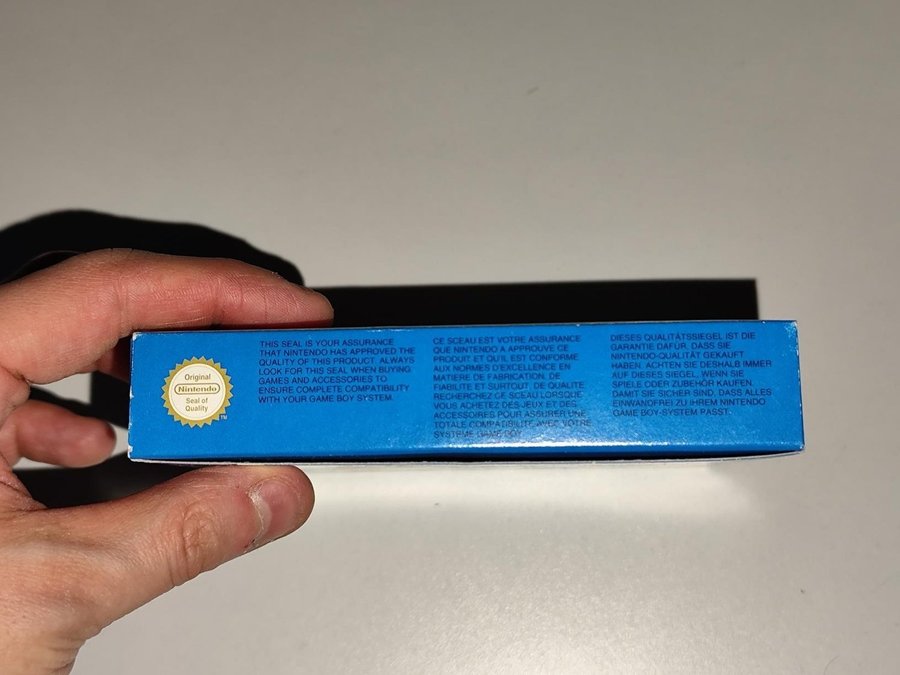 Original
Nintendo
Seal of
Quality
TM
THIS SEAL IS YOUR ASSURANCE
THAT NINTENDO HAS APPROVED THE
QUALITY OF THIS PRODUCT. ALWAYS
LOOK FOR THIS SEAL WHEN BUYING
GAMES AND ACCESSORIES TO
ENSURE COMPLETE COMPATIBILITY
WITH YOUR GAME BOY SYSTEM.
CE SCEAU EST VOTRE ASSURANCE
QUE NINTENDO A APPROUVE CE
PRODUIT ET QU'IL EST CONFORME
AUX NORMES D'EXCELLENCE EN
MATIERE DE FABRICATION, DE
FIABILITE ET SURTOUT, DE QUALITE.
RECHERCHEZ CE SCEAU LORSQUE
VOUS ACHETEZ DES JEUX ET DES
ACCESSOIRES POUR ASSURER UNE
TOTALE COMPATIBILITE AVEC VOTRE
SYSTEME GAME BOY.
DIESES QUALITÄTSSIEGEL IST DIE
GARANTIE DAFÜR, DASS SIE
NINTENDO-QUALITÄT GEKAUFT
HABEN. ACHTEN SIE DESHALB IMMER
AUF DIESES SIEGEL, WENN SIE
SPIELE ODER ZUBEHÖR KAUFEN,
DAMIT SIE SICHER SIND, DASS ALLES
EINWANDFREI ZU IHREM NINTENDO
GAME BOY-SYSTEM PASST.